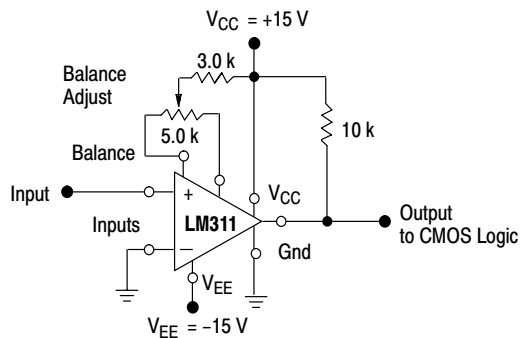 V_CC = +15 V
3.0 k
Balance
Adjust
5.0 k
10 k
Balance
Input
+
V_CC
Inputs
LM311
Output
to CMOS Logic
−
Gnd
V_EE
V_EE = −15 V